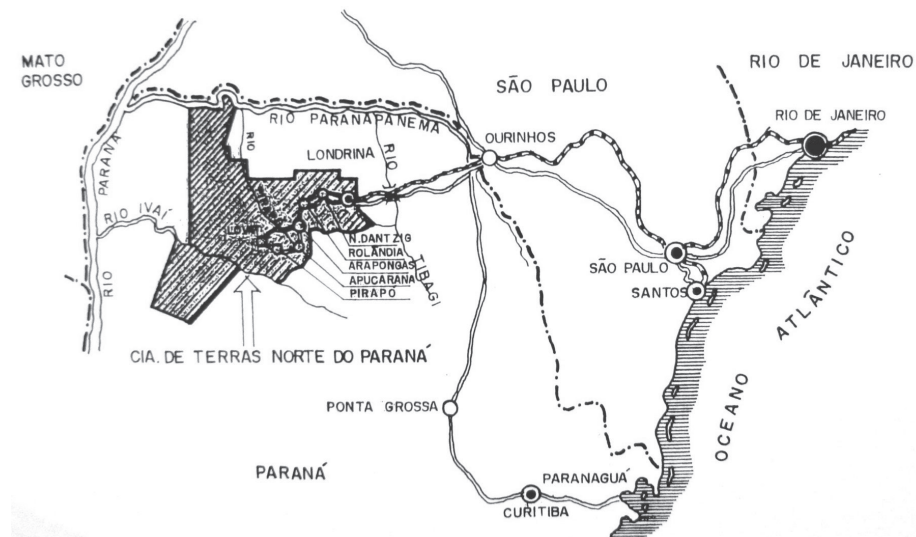 MATO
GROSSO
SÃO PAULO
RIO DE JANEIRO
RIO DE JANEIRO
RIO PARANAPANEMA
OURINHOS
PARANÁ
RIO
RIO
LONDRINA
RIO
TIBAGI
RIO IVAÍ
N. DANTZIG
ROLÂNDIA
ARAPONGAS
APUCARANA
PIRAPÓ
SÃO PAULO
SANTOS
CIA. DE TERRAS NORTE DO PARANÁ
OCEANO
ATLÂNTICO
PONTA GROSSA
PARANÁ
PARANAGUÁ
CURITIBA